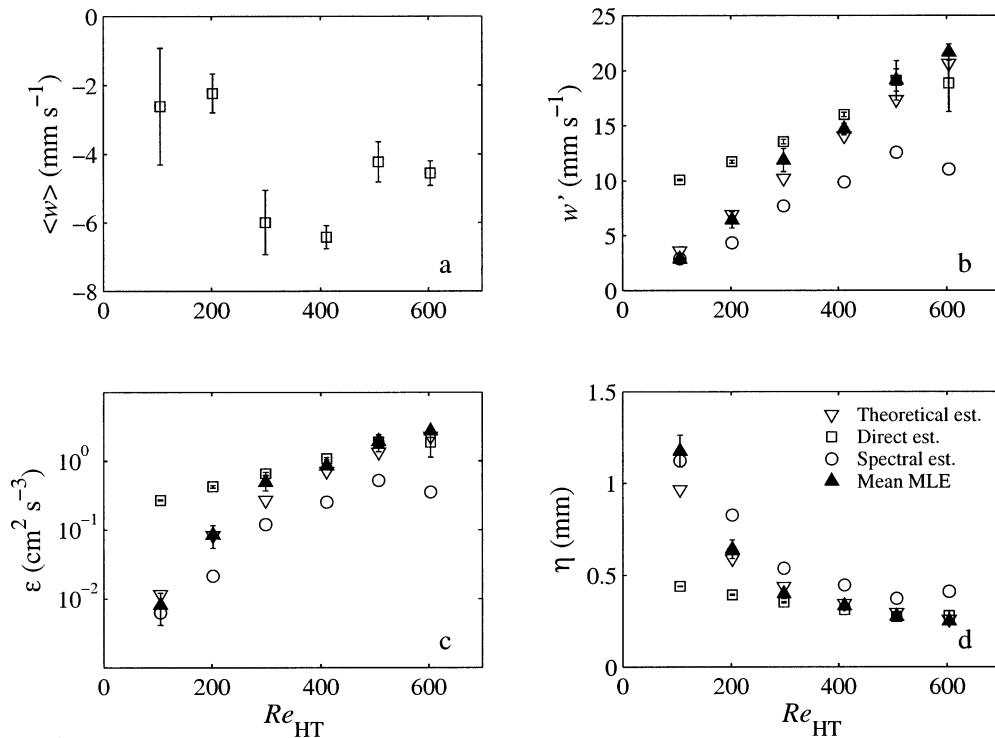 0
−2
−4
−6
−8
<w> (mm s⁻¹)
0
200
400
600
a
25
20
15
10
5
0
w' (mm s⁻¹)
0
200
400
600
b
10⁰
10⁻¹
10⁻²
ε (cm² s⁻³)
0
200
400
600
Re_HT
c
1.5
1
0.5
0
η (mm)
Theoretical est.
Direct est.
Spectral est.
Mean MLE
0
200
400
600
Re_HT
d